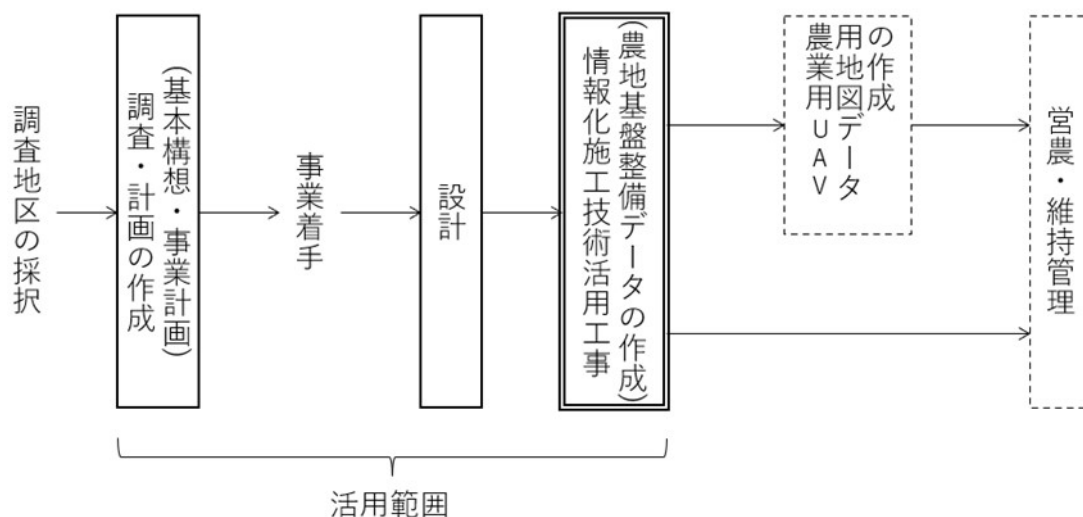 調査地区の採択
調査・計画の作成
（基本構想・事業計画）
事業着手
設計
情報化施工技術活用工事
（農地基盤整備データの作成）
農業用UAV
用地図データ
の作成
営農・維持管理
活用範囲